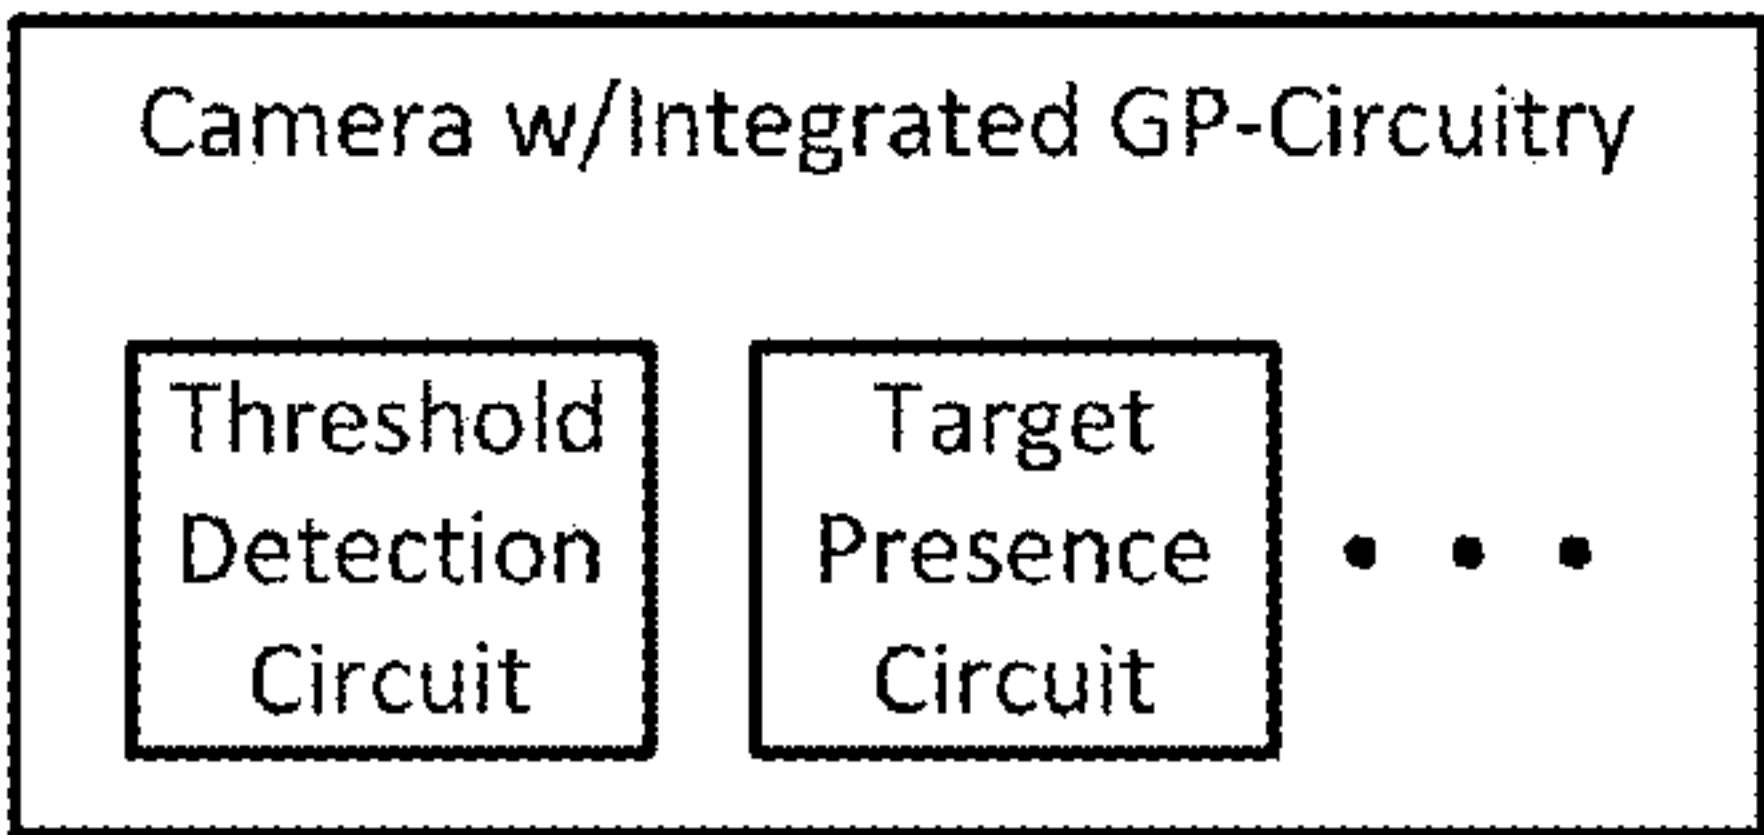 Camera w/Integrated GP-Circuitry
Threshold
Detection
Circuit
Target
Presence
Circuit
• • •